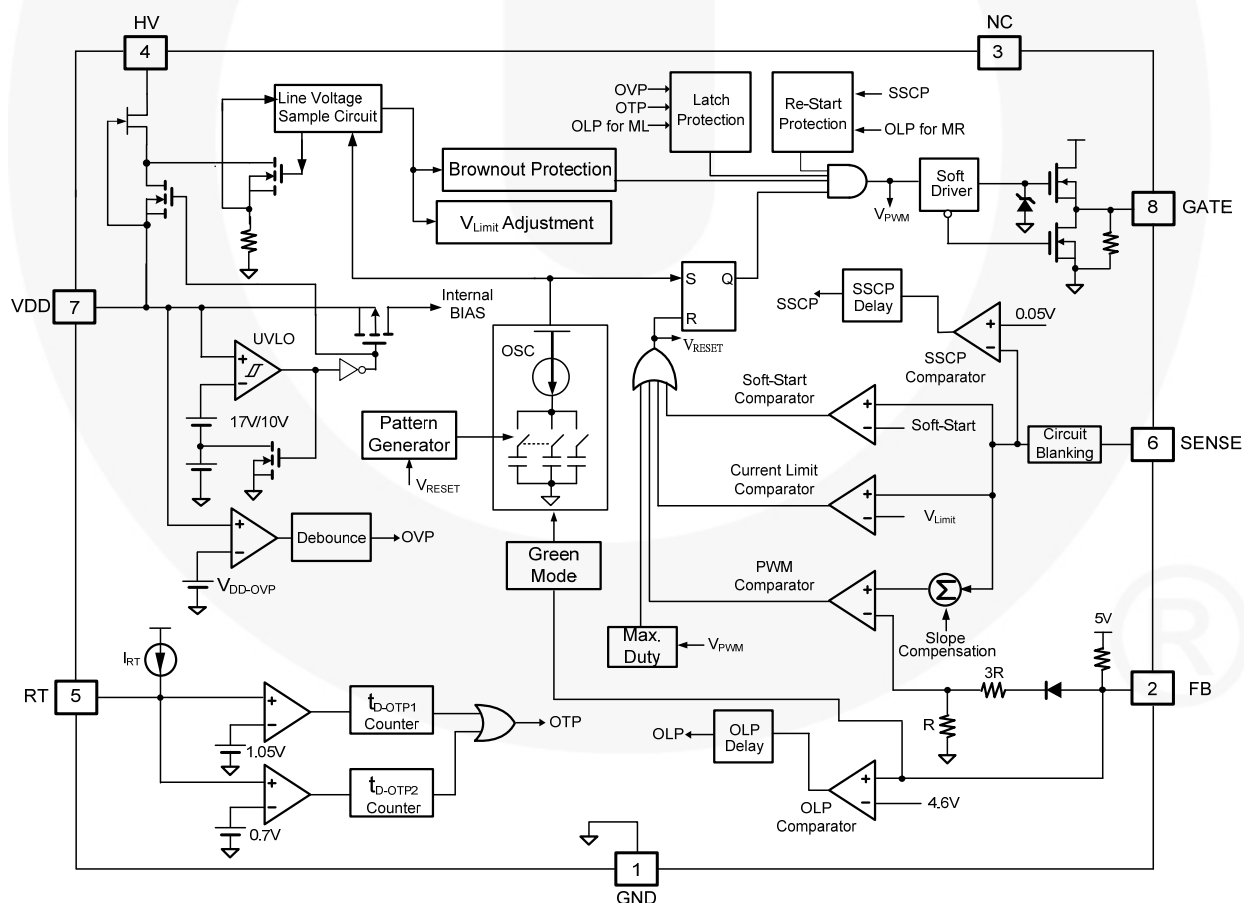 HV
NC
4
3
Line Voltage
Sample Circuit
OVP
OTP
OLP for ML
Latch
Protection
Re-Start
Protection
SSCP
OLP for MR
Brownout Protection
VLimit Adjustment
VPWM
Soft
Driver
8
GATE
VDD
7
Internal
BIAS
S
Q
R
VRESET
SSCP
SSCP
Delay
0.05V
SSCP
Comparator
UVLO
17V/10V
OSC
Pattern
Generator
VRESET
Soft-Start
Comparator
Soft-Start
Circuit
Blanking
6
SENSE
Current Limit
Comparator
VLimit
Debounce
OVP
VDD-OVP
Green
Mode
PWM
Comparator
Σ
Slope
Compensation
Max.
Duty
VPWM
5V
3R
R
2
FB
IRT
RT
5
1.05V
tD-OTP1
Counter
OTP
0.7V
tD-OTP2
Counter
OLP
OLP
Delay
OLP
Comparator
4.6V
1
GND
+
−
+
−
+
−
+
−
+
−
+
−
+
−
+
−
+
−
®